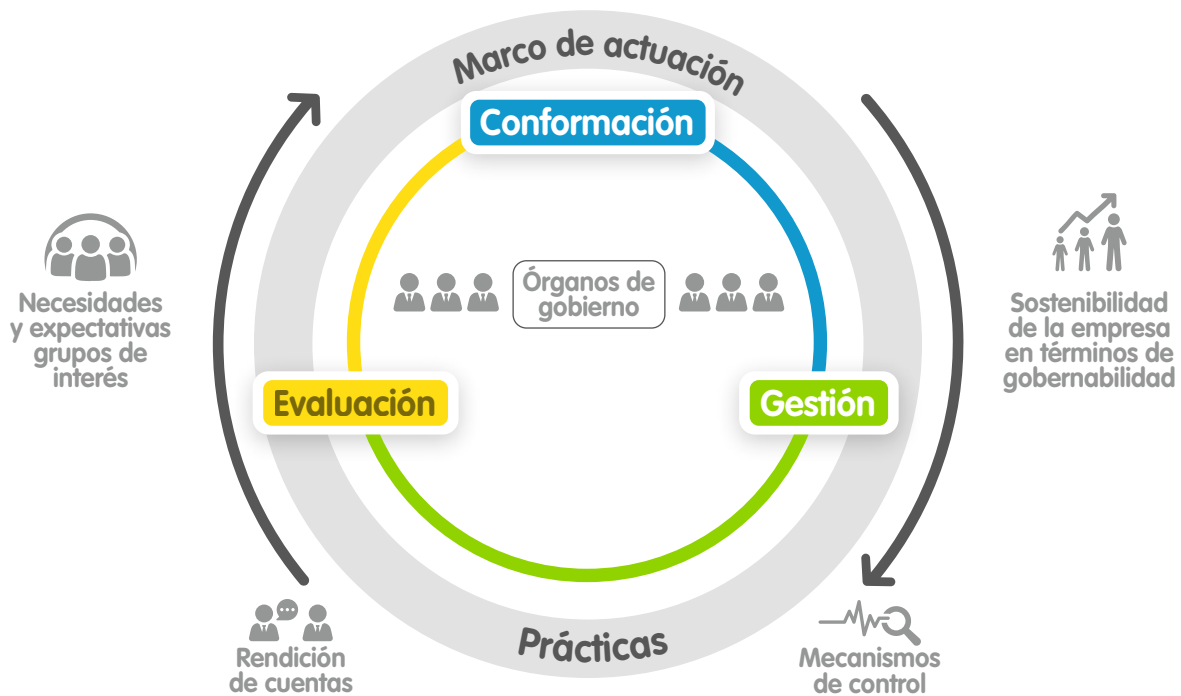 Marco de actuación
Conformación
Órganos de
gobierno
Necesidades
y expectativas
grupos de
interés
Sostenibilidad
de la empresa
en términos de
gobernabilidad
Evaluación
Gestión
Prácticas
Rendición
de cuentas
Mecanismos
de control